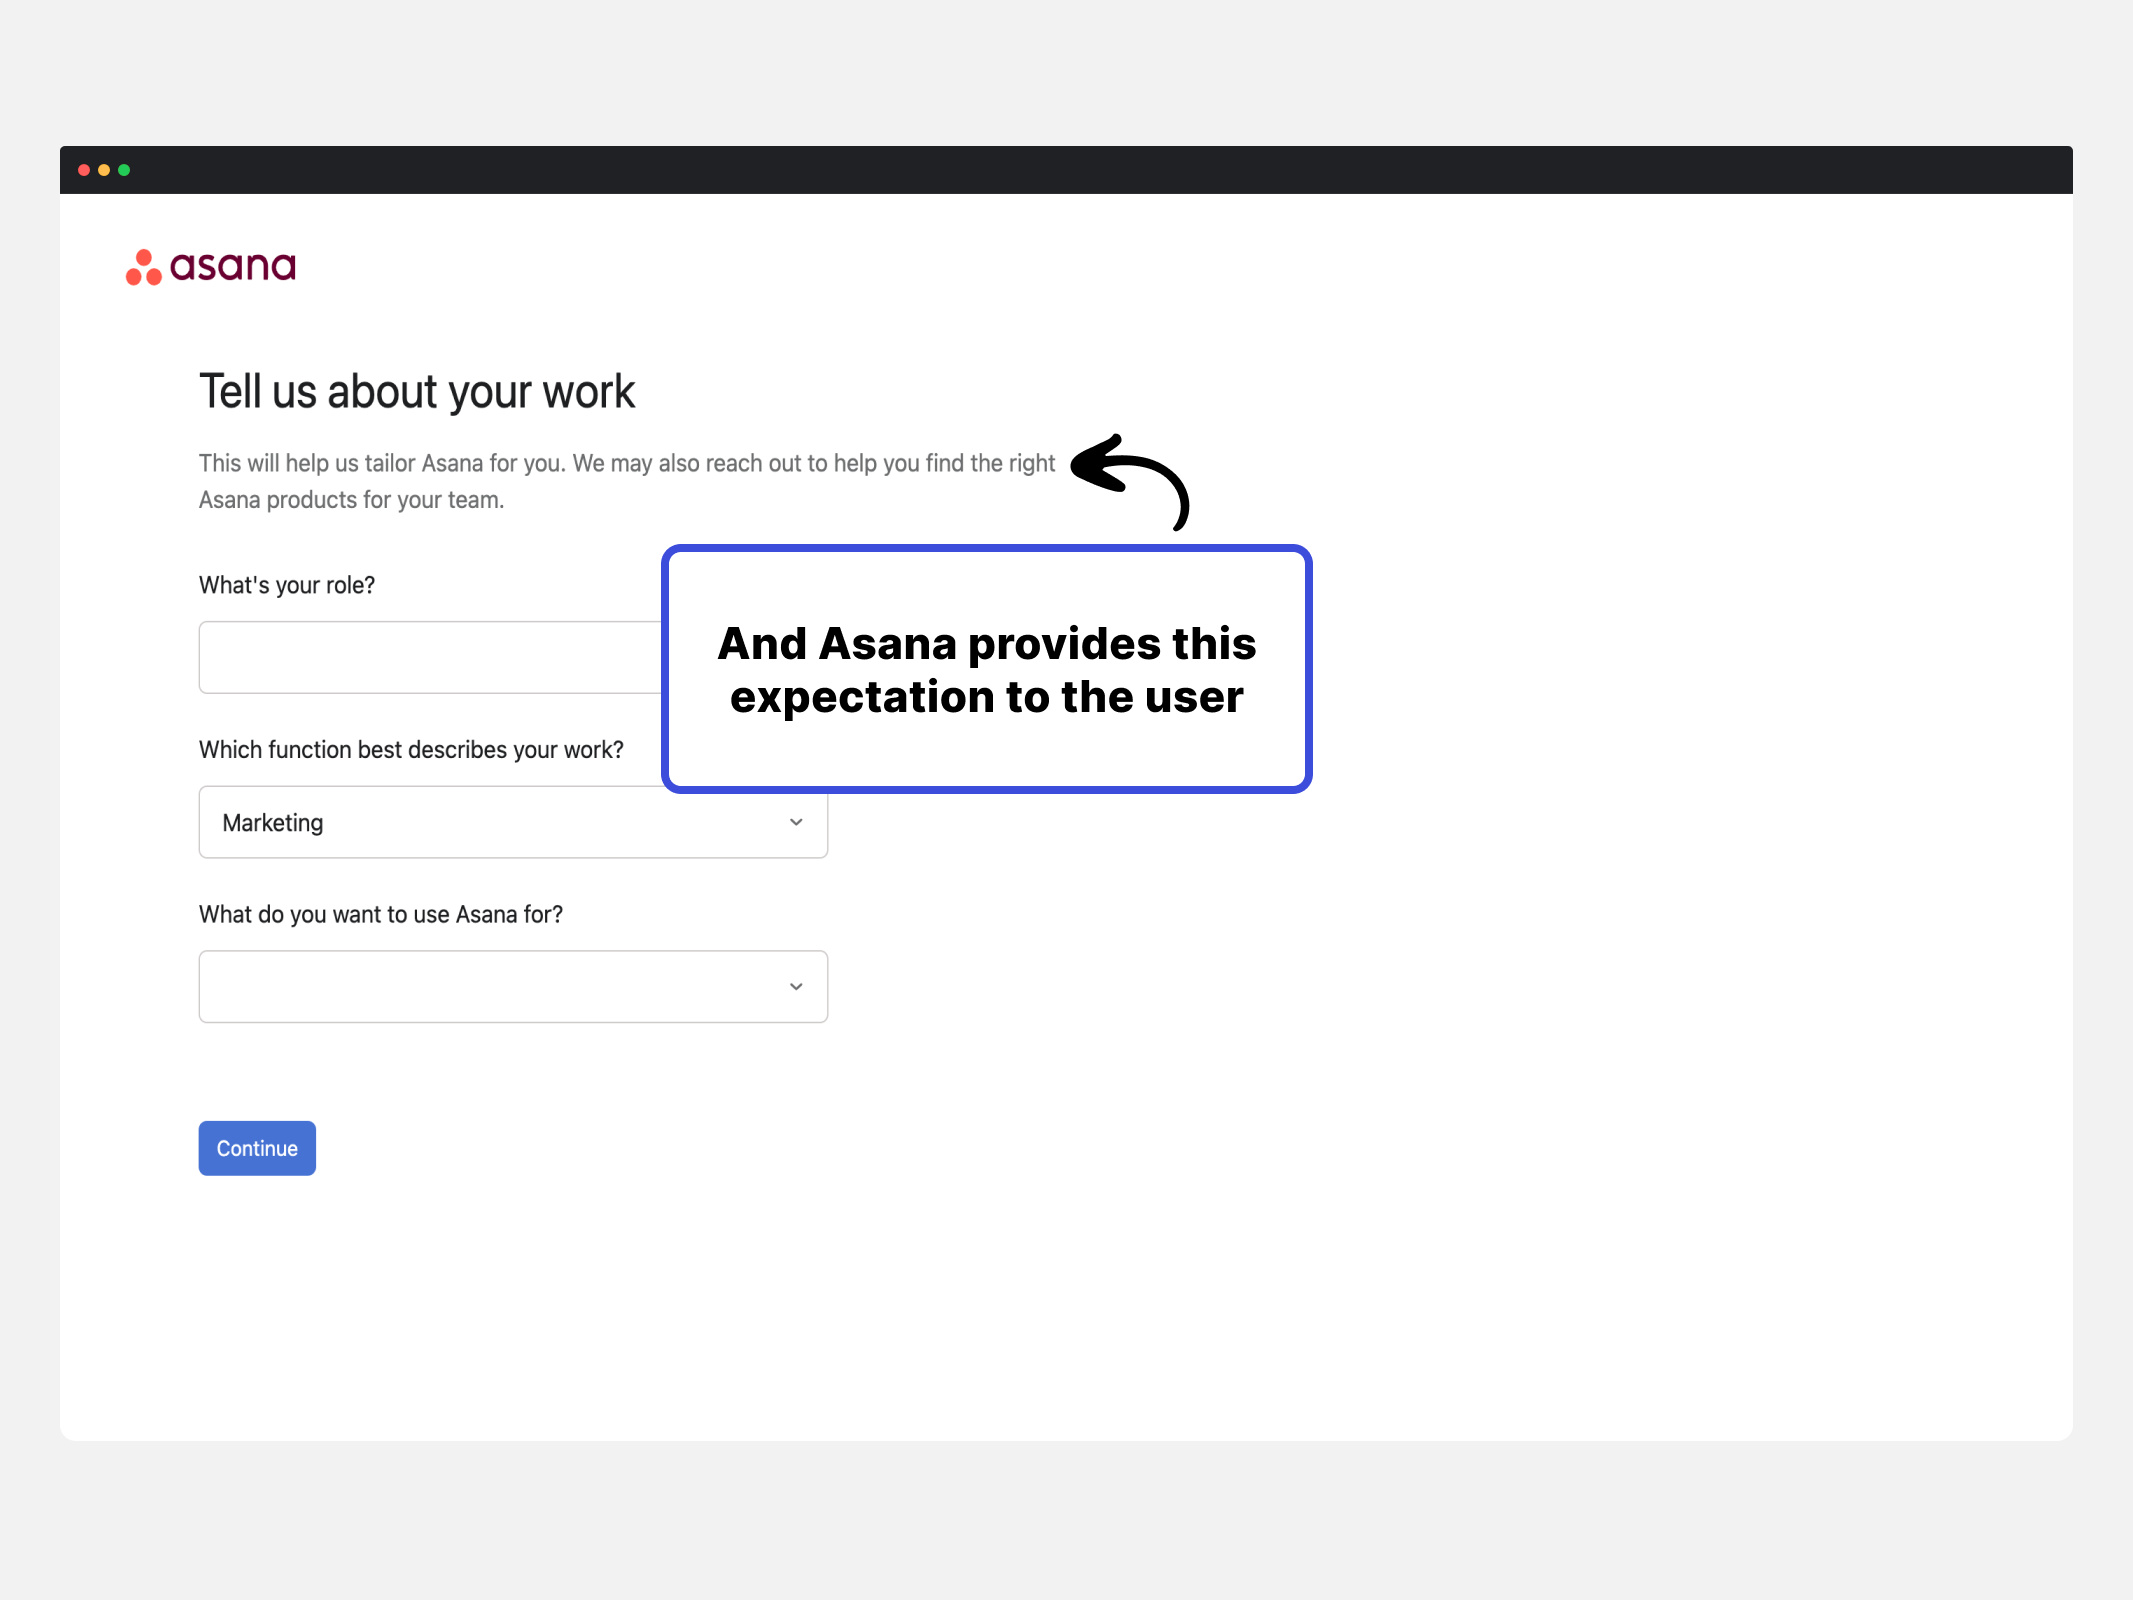 asana
Tell us about your work
This will help us tailor Asana for you. We may also reach out to help you find the right
Asana products for your team.
What's your role?
And Asana provides this
expectation to the user
Which function best describes your work?
Marketing
What do you want to use Asana for?
Continue